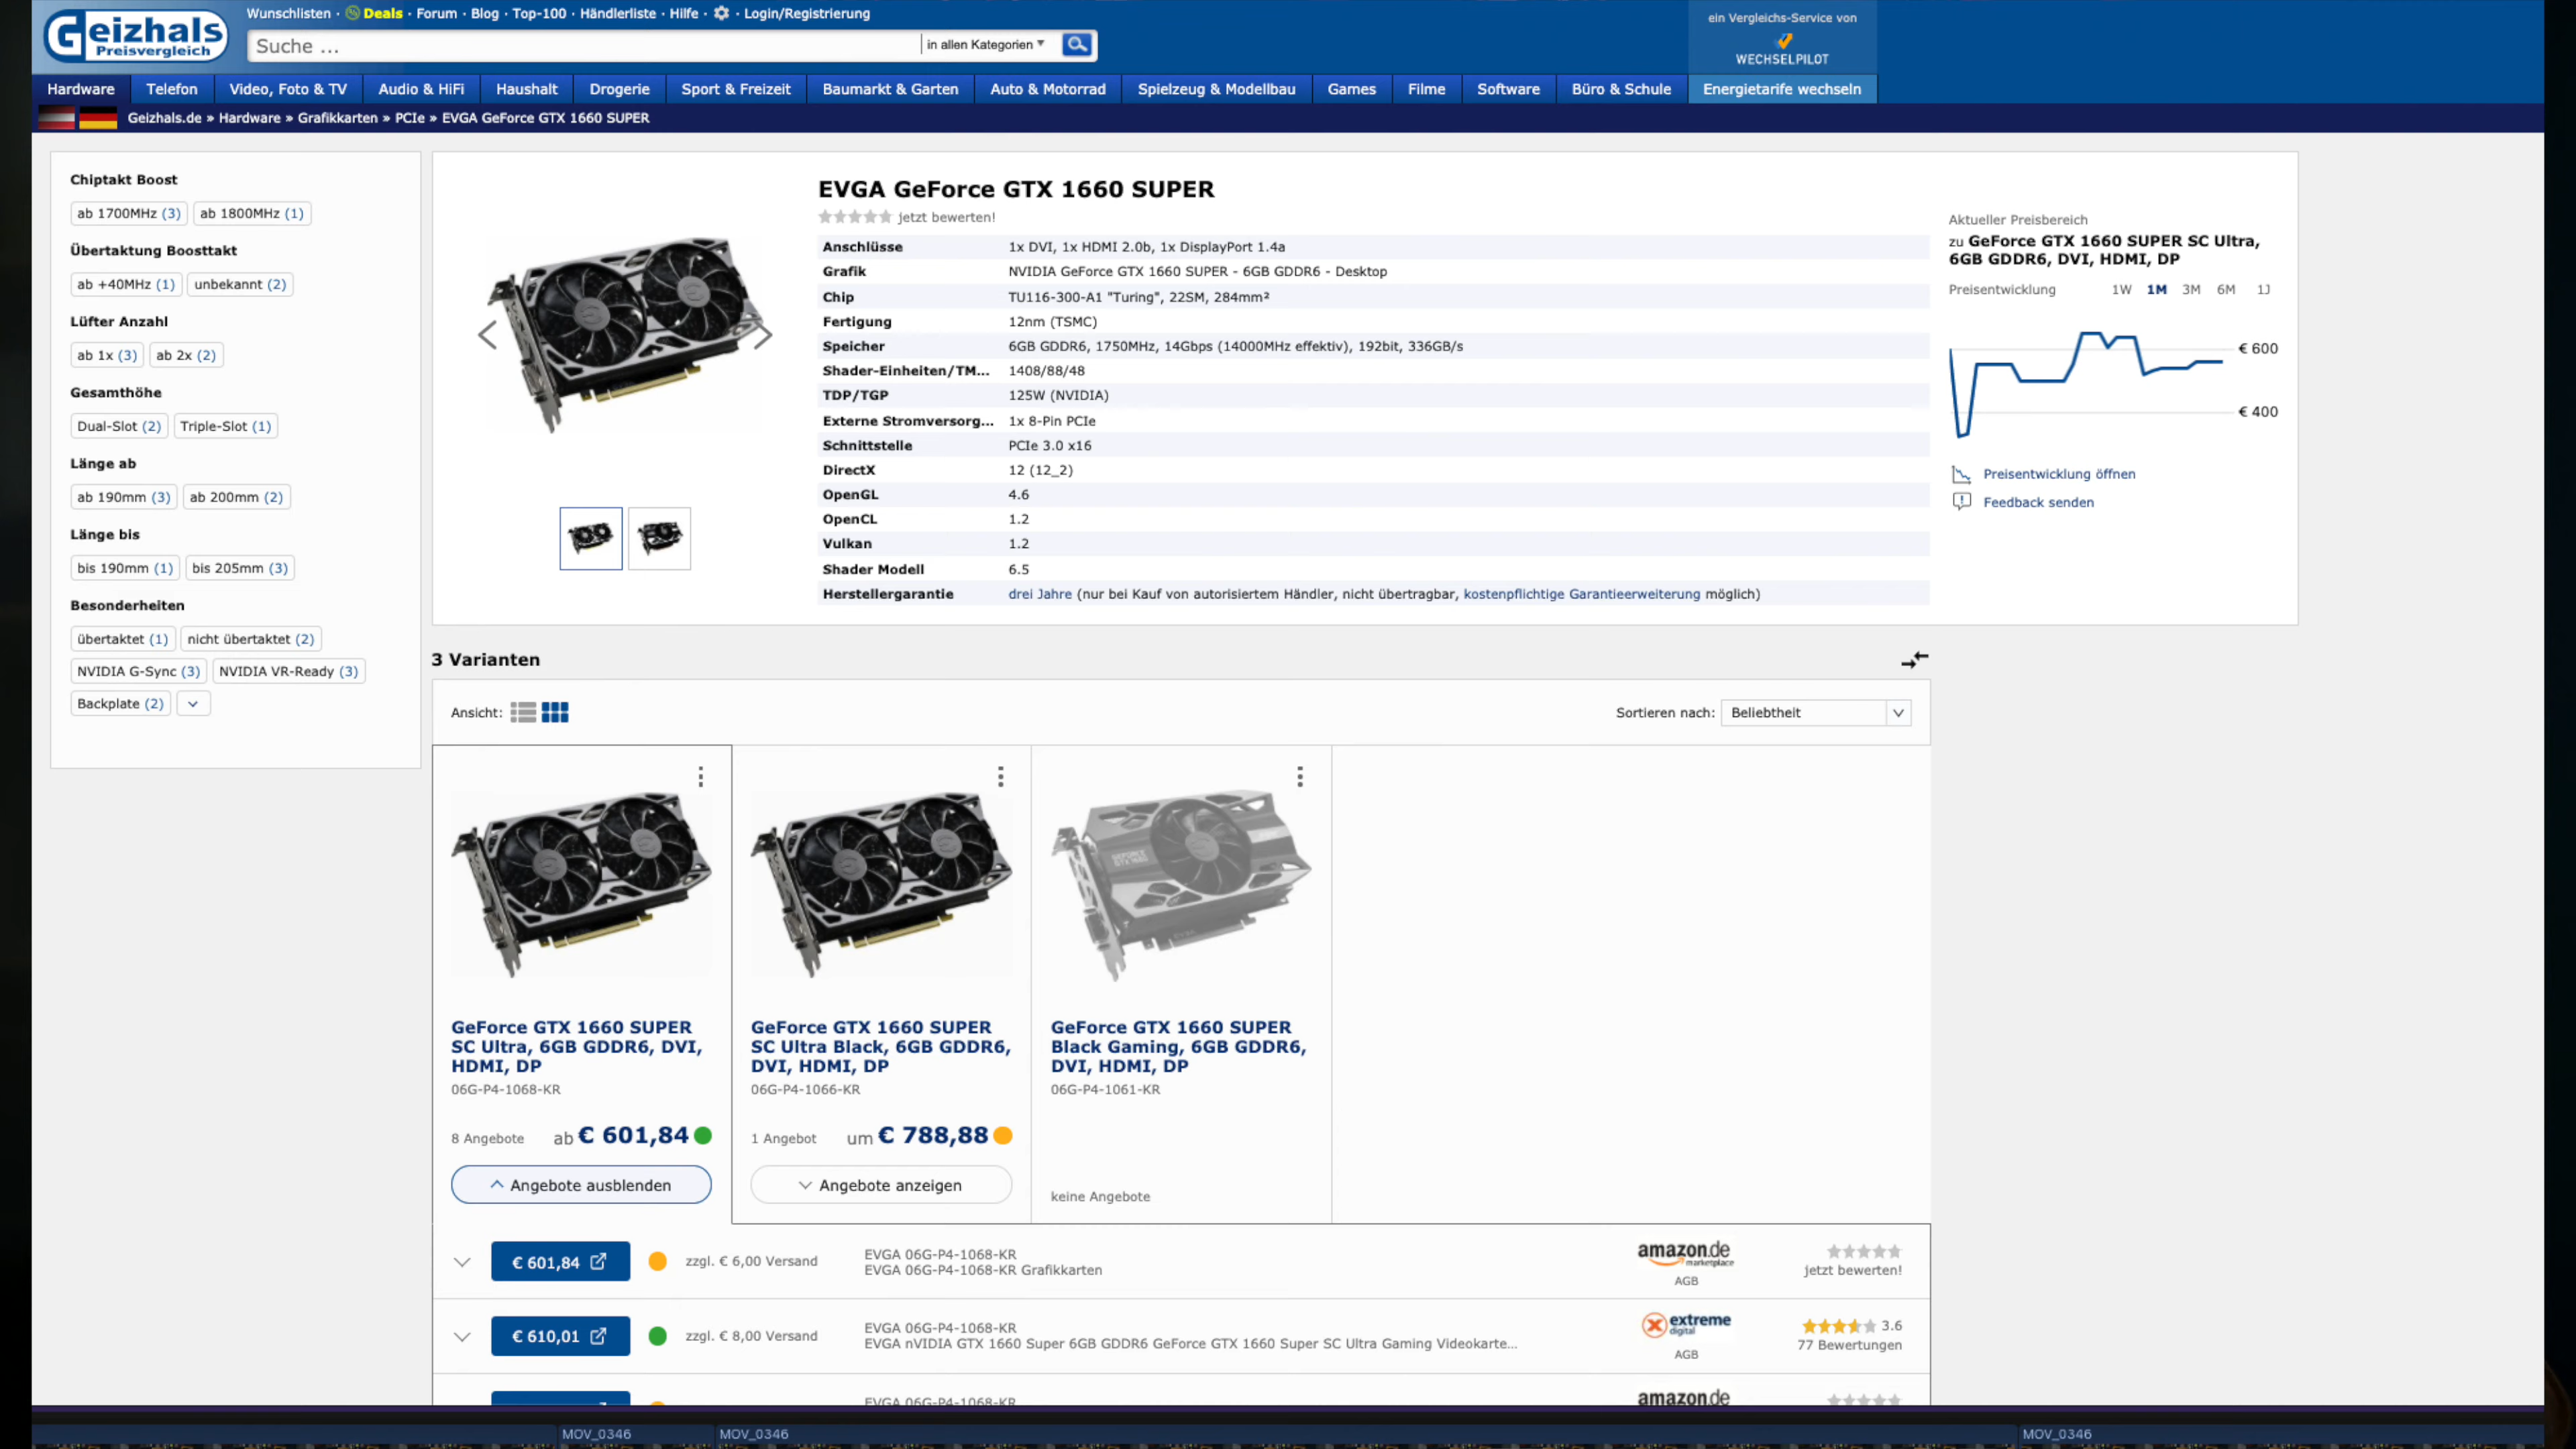 Geizhals
Preisvergleich
Wunschlisten · Deals · Forum · Blog · Top-100 · Händlerliste · Hilfe · · Login/Registrierung
Suche ...
in allen Kategorien
ein Vergleichs-Service von
WECHSELPILOT
Hardware Telefon Video, Foto & TV Audio & HiFi Haushalt Drogerie Sport & Freizeit Baumarkt & Garten Auto & Motorrad Spielzeug & Modellbau Games Filme Software Büro & Schule Energietarife wechseln
Geizhals.de » Hardware » Grafikkarten » PCIe » EVGA GeForce GTX 1660 SUPER
Chiptakt Boost
ab 1700MHz (3) ab 1800MHz (1)
Übertaktung Boosttakt
ab +40MHz (1) unbekannt (2)
Lüfter Anzahl
ab 1x (3) ab 2x (2)
Gesamthöhe
Dual-Slot (2) Triple-Slot (1)
Länge ab
ab 190mm (3) ab 200mm (2)
Länge bis
bis 190mm (1) bis 205mm (3)
Besonderheiten
übertaktet (1) nicht übertaktet (2)
NVIDIA G-Sync (3) NVIDIA VR-Ready (3)
Backplate (2)
EVGA GeForce GTX 1660 SUPER
jetzt bewerten!
Anschlüsse 1x DVI, 1x HDMI 2.0b, 1x DisplayPort 1.4a
Grafik NVIDIA GeForce GTX 1660 SUPER - 6GB GDDR6 - Desktop
Chip TU116-300-A1 "Turing", 22SM, 284mm²
Fertigung 12nm (TSMC)
Speicher 6GB GDDR6, 1750MHz, 14Gbps (14000MHz effektiv), 192bit, 336GB/s
Shader-Einheiten/TM... 1408/88/48
TDP/TGP 125W (NVIDIA)
Externe Stromversorg... 1x 8-Pin PCIe
Schnittstelle PCIe 3.0 x16
DirectX 12 (12_2)
OpenGL 4.6
OpenCL 1.2
Vulkan 1.2
Shader Modell 6.5
Herstellergarantie drei Jahre (nur bei Kauf von autorisiertem Händler, nicht übertragbar, kostenpflichtige Garantieerweiterung möglich)
Aktueller Preisbereich
zu GeForce GTX 1660 SUPER SC Ultra,
6GB GDDR6, DVI, HDMI, DP
Preisentwicklung 1W 1M 3M 6M 1J
€ 600
€ 400
Preisentwicklung öffnen
Feedback senden
3 Varianten
Ansicht:
Sortieren nach: Beliebtheit
GeForce GTX 1660 SUPER
SC Ultra, 6GB GDDR6, DVI,
HDMI, DP
06G-P4-1068-KR
8 Angebote ab € 601,84
Angebote ausblenden
GeForce GTX 1660 SUPER
SC Ultra Black, 6GB GDDR6,
DVI, HDMI, DP
06G-P4-1066-KR
1 Angebot um € 788,88
Angebote anzeigen
GeForce GTX 1660 SUPER
Black Gaming, 6GB GDDR6,
DVI, HDMI, DP
06G-P4-1061-KR
keine Angebote
€ 601,84
zzgl. € 6,00 Versand
EVGA 06G-P4-1068-KR
EVGA 06G-P4-1068-KR Grafikkarten
amazon.de
marketplace
AGB
jetzt bewerten!
€ 610,01
zzgl. € 8,00 Versand
EVGA 06G-P4-1068-KR
EVGA nVIDIA GTX 1660 Super 6GB GDDR6 GeForce GTX 1660 Super SC Ultra Gaming Videokarte...
extreme
digital
AGB
3.6
77 Bewertungen
EVGA 06G-P4-1068-KR
amazon.de
MOV_0346 MOV_0346 MOV_0346